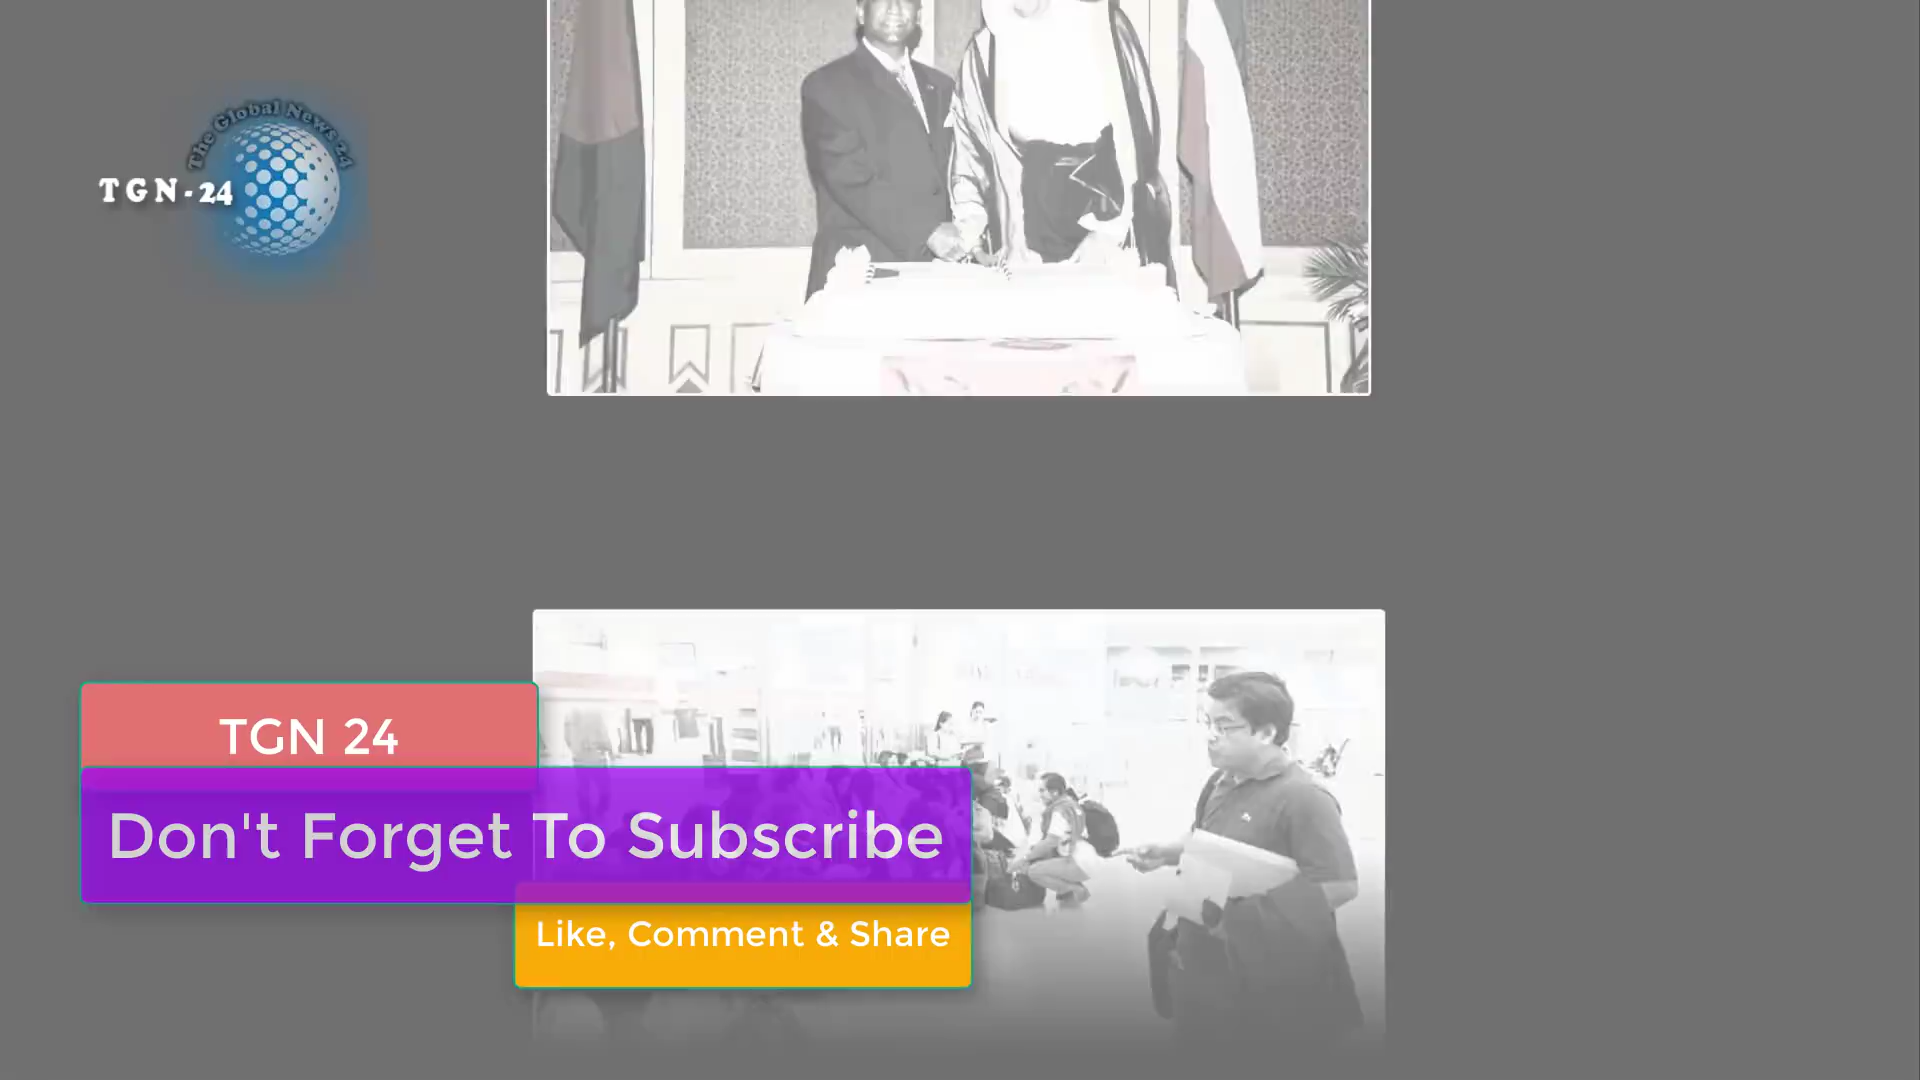 The Global News 24
TGN-24
TGN 24
Don't Forget To Subscribe
Like, Comment & Share